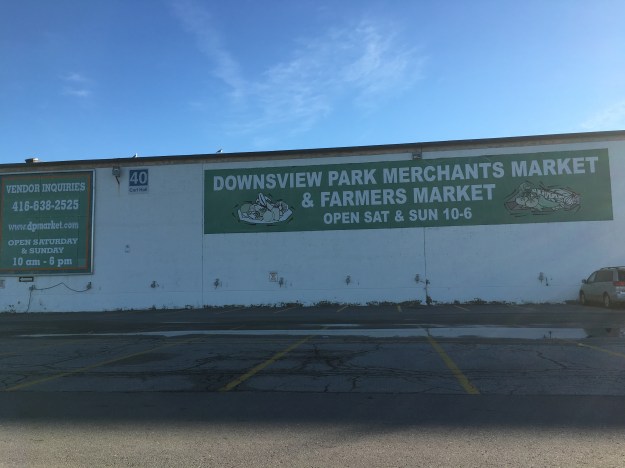 VENDOR INQUIRIES
416-638-2525
www.dpmarket.com
OPEN SATURDAY
& SUNDAY
10 am - 6 pm
40
DOWNSVIEW PARK MERCHANTS MARKET
& FARMERS MARKET
OPEN SAT & SUN 10-6